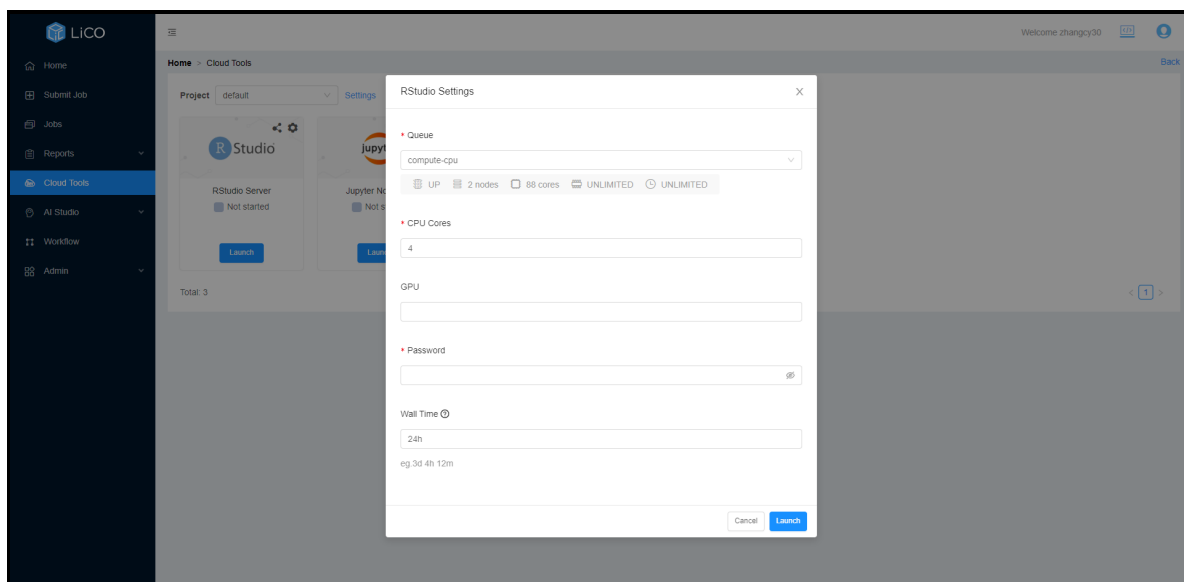 LiCO
Welcome,zhangcy30
Home
Submit Job
Jobs
Reports
Cloud Tools
AI Studio
Workflow
Admin
Home > Cloud Tools
Back
Project default Settings
R Studio
RStudio Server
Not started
Launch
jupyt
Jupyter No
Not s
Laun
Total: 3
< 1 >
RStudio Settings
* Queue
compute-cpu
UP 2 nodes 88 cores UNLIMITED UNLIMITED
* CPU Cores
4
GPU
* Password
Wall Time
24h
eg.3d 4h 12m
Cancel Launch